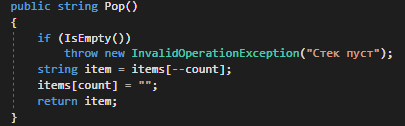 public string Pop()
{
if (IsEmpty())
throw new InvalidOperationException("Стек пуст");
string item = items[--count];
items[count] = "";
return item;
}